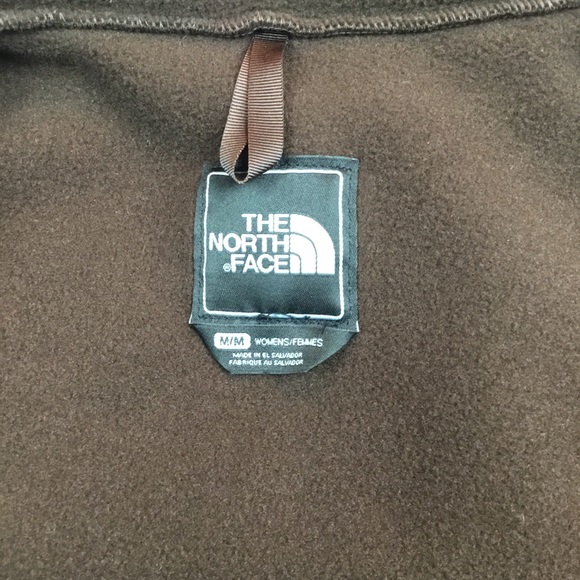 THE
NORTH
®FACE
M/M WOMENS/FEMMES
MADE IN EL SALVADOR
FABRIQUE AU SALVADOR